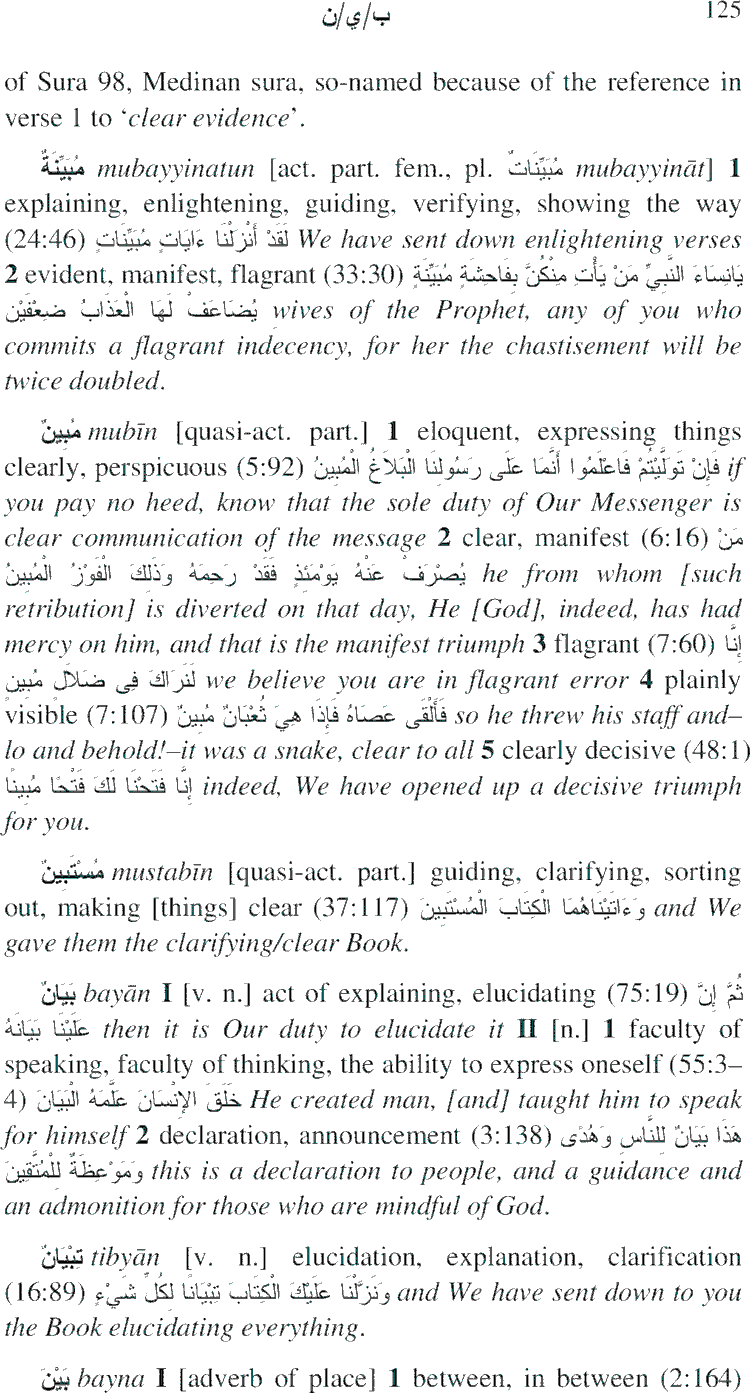 ب/ي/ن 125
of Sura 98, Medinan sura, so-named because of the reference in
verse 1 to ‘clear evidence’.
مُبَيِّنَةٌ mubayyinatun [act. part. fem., pl. مُبَيِّنَاتٌ mubayyināt] 1
explaining, enlightening, guiding, verifying, showing the way
(24:46) لَقَدْ أَنْزَلْنَا ءَايَاتٍ مُبَيِّنَاتٍ We have sent down enlightening verses
2 evident, manifest, flagrant (33:30) يَانِسَاءَ النَّبِيِّ مَنْ يَأْتِ مِنْكُنَّ بِفَاحِشَةٍ مُبَيِّنَةٍ
يُضَاعَفْ لَهَا الْعَذَابُ ضِعْفَيْنِ wives of the Prophet, any of you who
commits a flagrant indecency, for her the chastisement will be
twice doubled.
مُبِينٌ mubīn [quasi-act. part.] 1 eloquent, expressing things
clearly, perspicuous (5:92) فَإِنْ تَوَلَّيْتُمْ فَاعْلَمُوا أَنَّمَا عَلَى رَسُولِنَا الْبَلَاغُ الْمُبِينُ if
you pay no heed, know that the sole duty of Our Messenger is
clear communication of the message 2 clear, manifest (6:16) مَنْ
يُصْرَفْ عَنْهُ يَوْمَئِذٍ فَقَدْ رَحِمَهُ وَذَلِكَ الْفَوْزُ الْمُبِينُ he from whom [such
retribution] is diverted on that day, He [God], indeed, has had
mercy on him, and that is the manifest triumph 3 flagrant (7:60) إِنَّا
لَنَرَاكَ فِى ضَلَالٍ مُبِينٍ we believe you are in flagrant error 4 plainly
visible (7:107) فَأَلْقَى عَصَاهُ فَإِذَا هِيَ ثُعْبَانٌ مُبِينٌ so he threw his staff and–
lo and behold!–it was a snake, clear to all 5 clearly decisive (48:1)
إِنَّا فَتَحْنَا لَكَ فَتْحًا مُبِينًا indeed, We have opened up a decisive triumph
for you.
مُسْتَبِينٌ mustabīn [quasi-act. part.] guiding, clarifying, sorting
out, making [things] clear (37:117) وَءَاتَيْنَاهُمَا الْكِتَابَ الْمُسْتَبِينَ and We
gave them the clarifying/clear Book.
بَيَانٌ bayān I [v. n.] act of explaining, elucidating (75:19) ثُمَّ إِنَّ
عَلَيْنَا بَيَانَهُ then it is Our duty to elucidate it II [n.] 1 faculty of
speaking, faculty of thinking, the ability to express oneself (55:3–
4) خَلَقَ الإِنْسَانَ عَلَّمَهُ الْبَيَانَ He created man, [and] taught him to speak
for himself 2 declaration, announcement (3:138) هَذَا بَيَانٌ لِلنَّاسِ وَهُدًى
وَمَوْعِظَةٌ لِلْمُتَّقِينَ this is a declaration to people, and a guidance and
an admonition for those who are mindful of God.
تِبْيَانٌ tibyān [v. n.] elucidation, explanation, clarification
(16:89) وَنَزَّلْنَا عَلَيْكَ الْكِتَابَ تِبْيَانًا لِكُلِّ شَيْءٍ and We have sent down to you
the Book elucidating everything.
بَيْنَ bayna I [adverb of place] 1 between, in between (2:164)